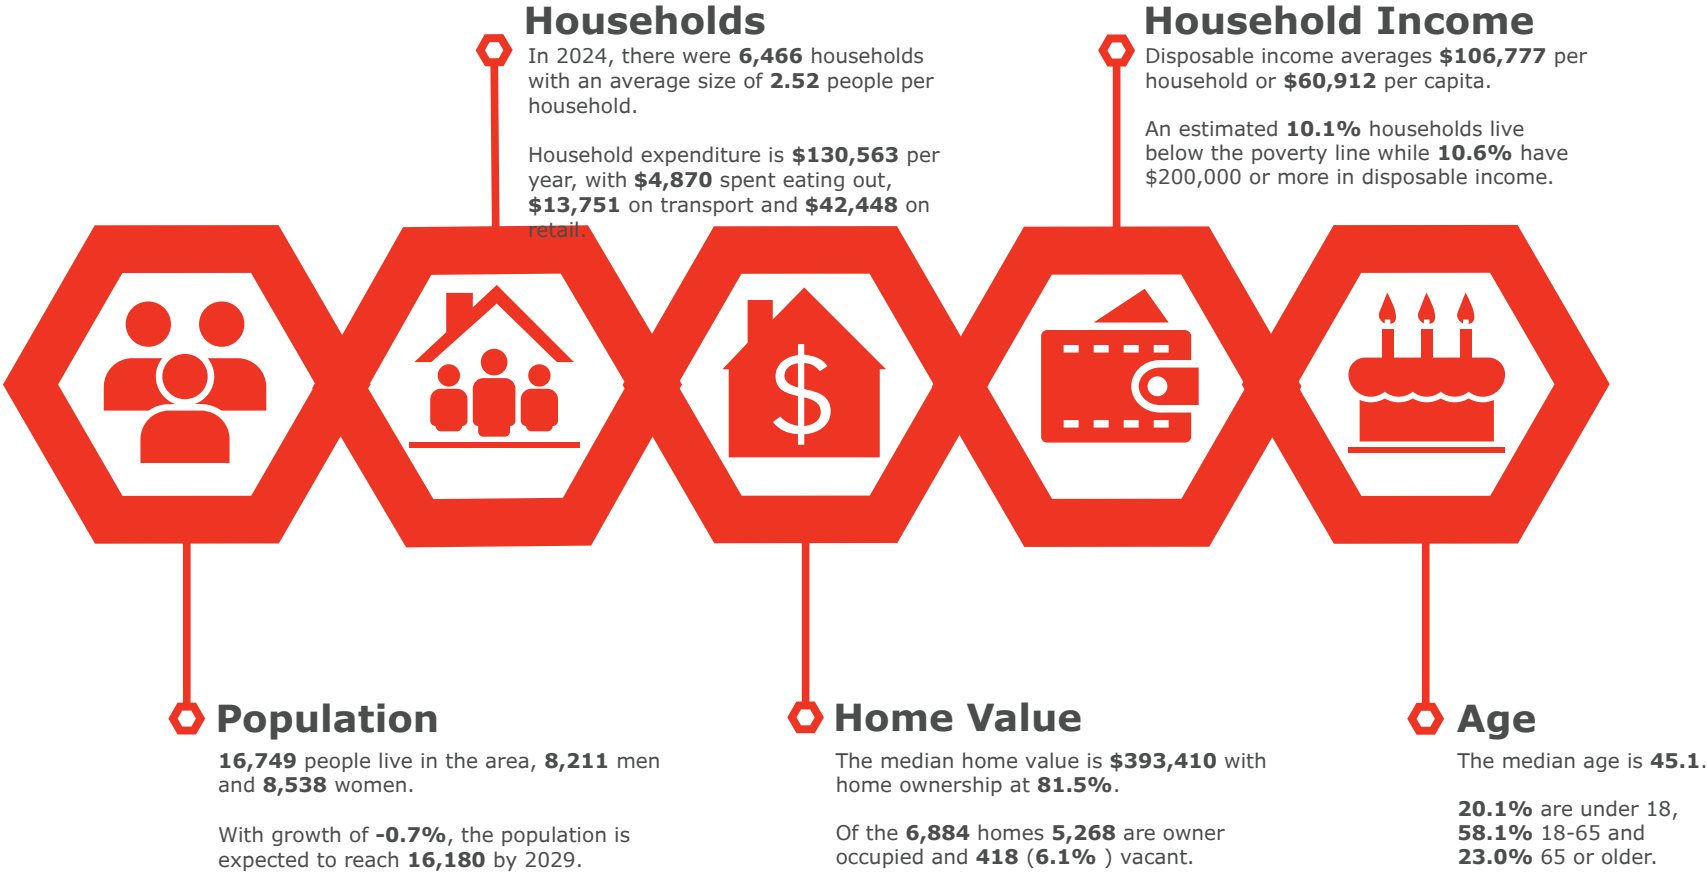 Households
In 2024, there were 6,466 households
with an average size of 2.52 people per
household.
Household expenditure is $130,563 per
year, with $4,870 spent eating out,
$13,751 on transport and $42,448 on
retail.
Household Income
Disposable income averages $106,777 per
household or $60,912 per capita.
An estimated 10.1% households live
below the poverty line while 10.6% have
$200,000 or more in disposable income.
$
Population
16,749 people live in the area, 8,211 men
and 8,538 women.
With growth of -0.7%, the population is
expected to reach 16,180 by 2029.
Home Value
The median home value is $393,410 with
home ownership at 81.5%.
Of the 6,884 homes 5,268 are owner
occupied and 418 (6.1% ) vacant.
Age
The median age is 45.1.
20.1% are under 18,
58.1% 18-65 and
23.0% 65 or older.